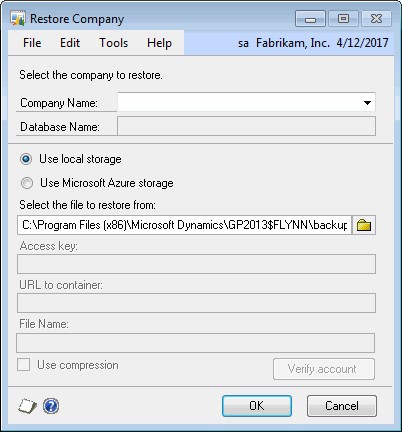 Restore Company
File Edit Tools Help sa Fabrikam, Inc. 4/12/2017
Select the company to restore.
Company Name:
Database Name:
Use local storage
Use Microsoft Azure storage
Select the file to restore from:
C:\Program Files (x86)\Microsoft Dynamics\GP2013$FLYNN\backup
Access key:
URL to container:
File Name:
Use compression
Verify account
OK Cancel